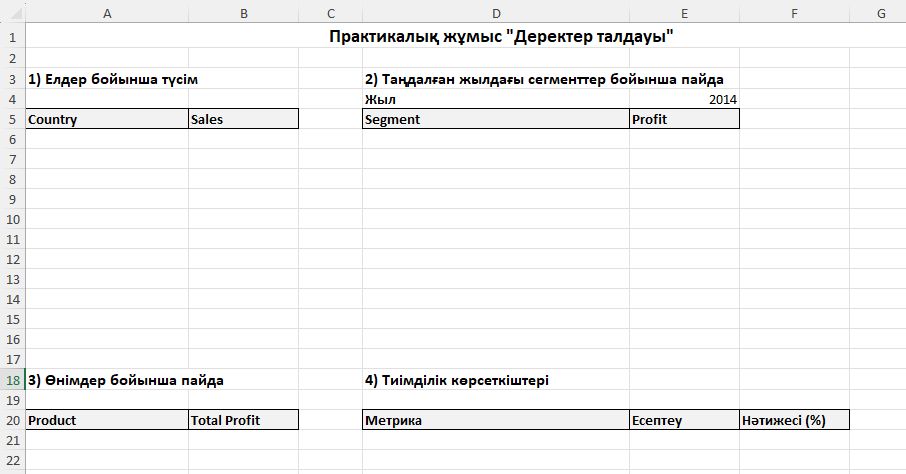 A B C D E F G
1 Практикалық жұмыс "Деректер талдауы"
2
3 1) Елдер бойынша түсім 2) Таңдалған жылдағы сегменттер бойынша пайда
4 Жыл 2014
5 Country Sales Segment Profit
6
7
8
9
10
11
12
13
14
15
16
17
18 3) Өнімдер бойынша пайда 4) Тиімділік көрсеткіштері
19
20 Product Total Profit Метрика Есептеу Нәтижесі (%)
21
22